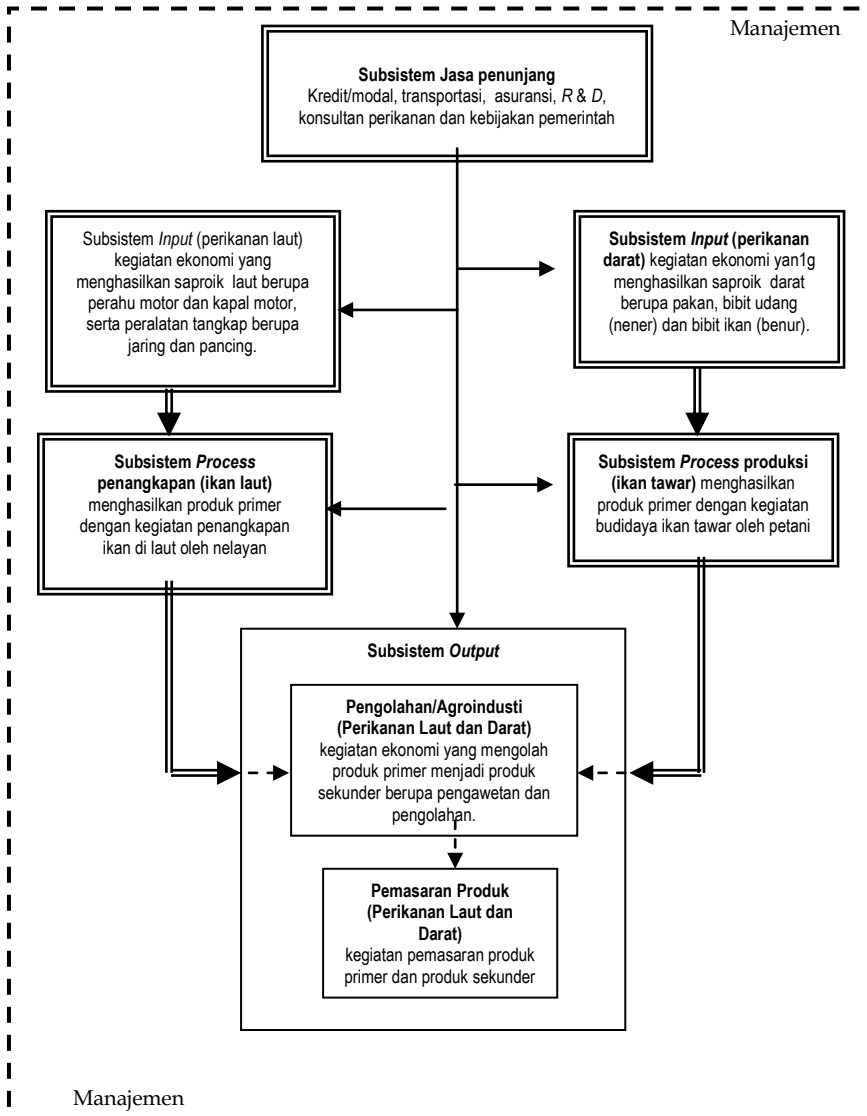 Manajemen
Subsistem Jasa penunjang
Kredit/modal, transportasi, asuransi, R & D,
konsultan perikanan dan kebijakan pemerintah
Subsistem Input (perikanan laut)
kegiatan ekonomi yang
menghasilkan saproik laut berupa
perahu motor dan kapal motor,
serta peralatan tangkap berupa
jaring dan pancing.
Subsistem Input (perikanan
darat) kegiatan ekonomi yan1g
menghasilkan saproik darat
berupa pakan, bibit udang
(nener) dan bibit ikan (benur).
Subsistem Process
penangkapan (ikan laut)
menghasilkan produk primer
dengan kegiatan penangkapan
ikan di laut oleh nelayan
Subsistem Process produksi
(ikan tawar) menghasilkan
produk primer dengan kegiatan
budidaya ikan tawar oleh petani
Subsistem Output
Pengolahan/Agroindusti
(Perikanan Laut dan Darat)
kegiatan ekonomi yang mengolah
produk primer menjadi produk
sekunder berupa pengawetan dan
pengolahan.
Pemasaran Produk
(Perikanan Laut dan
Darat)
kegiatan pemasaran produk
primer dan produk sekunder
Manajemen